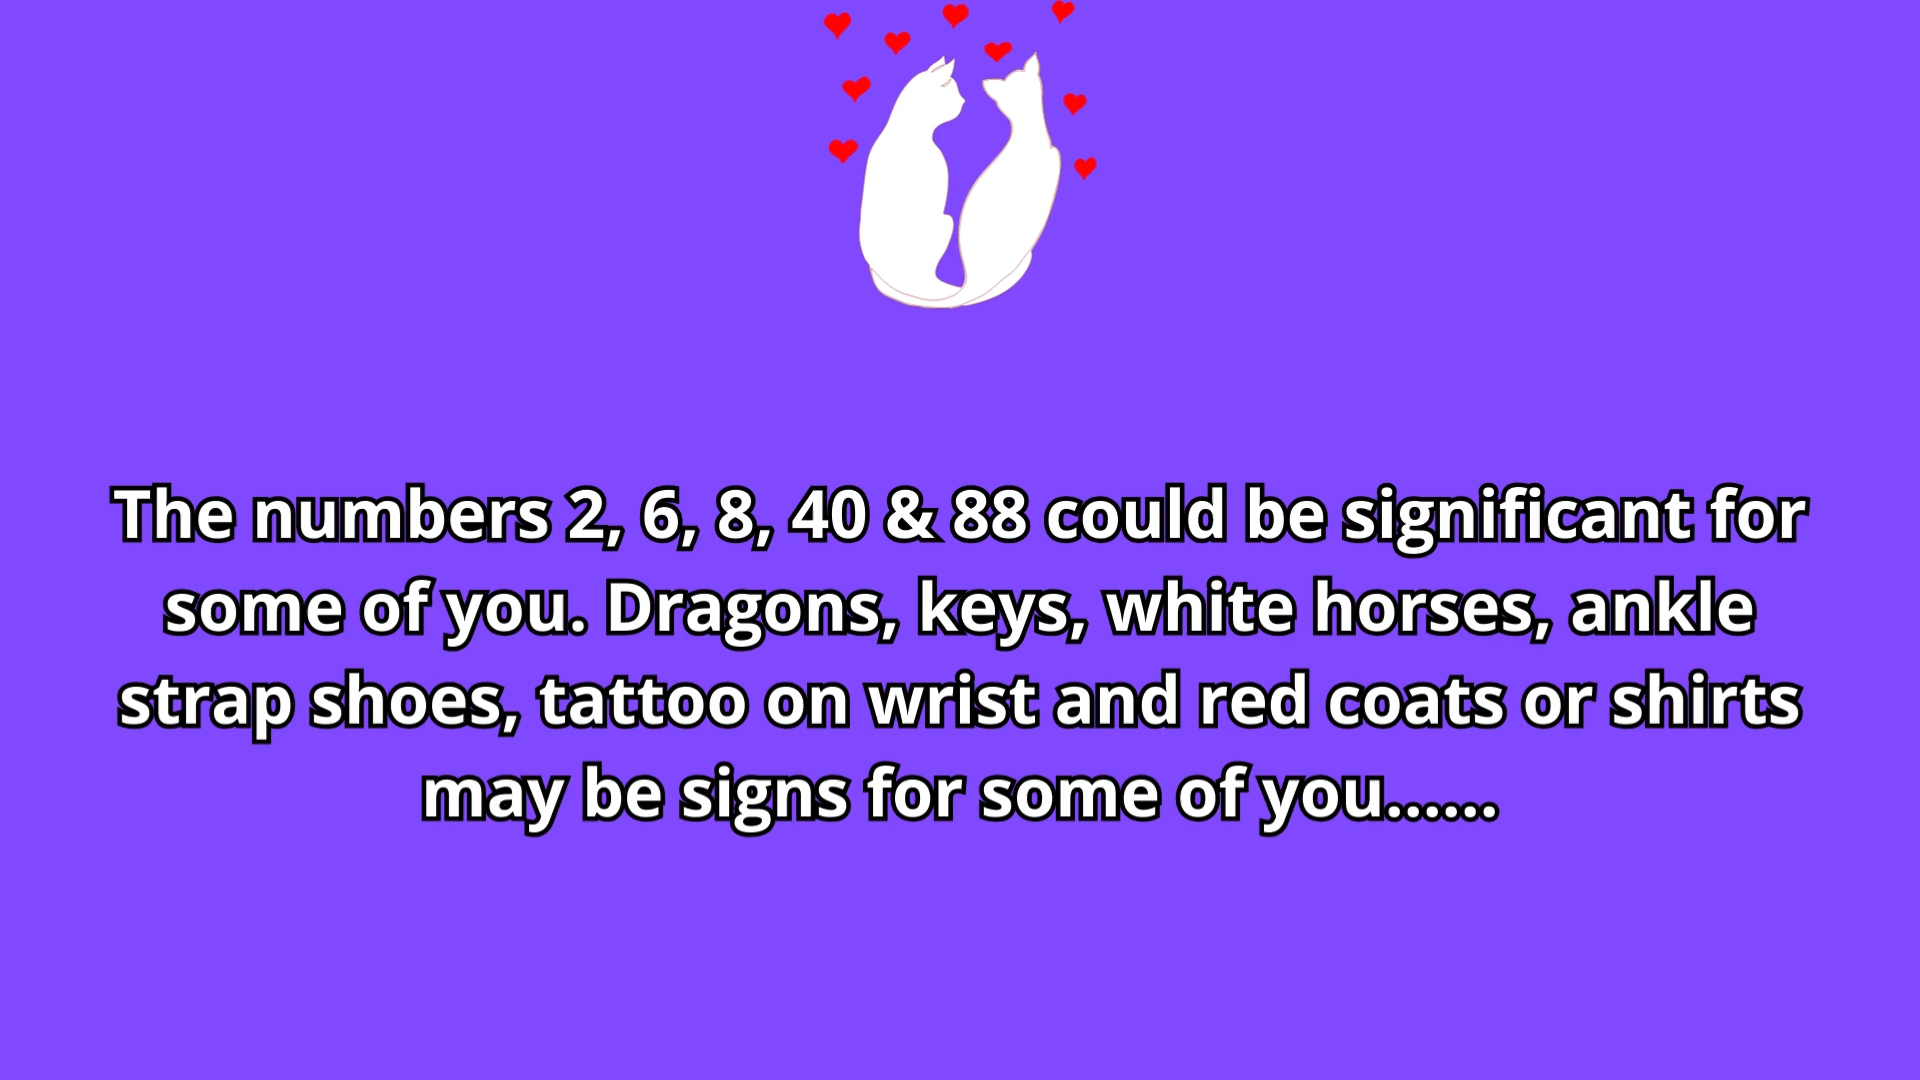 The numbers 2, 6, 8, 40 & 88 could be significant for
some of you. Dragons, keys, white horses, ankle
strap shoes, tattoo on wrist and red coats or shirts
may be signs for some of you......